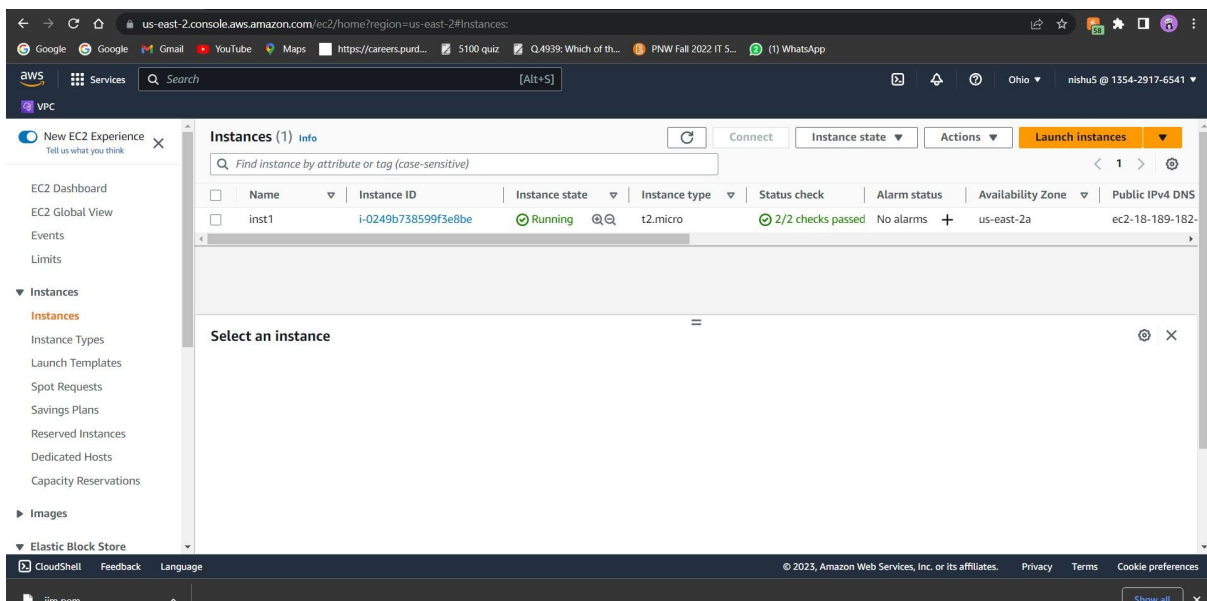 us-east-2.console.aws.amazon.com/ec2/home?region=us-east-2#Instances:
58
Google Google Gmail YouTube Maps https://careers.purd... 5100 quiz Q.4939: Which of th... PNW Fall 2022 IT 5... (1) WhatsApp
aws Services Search [Alt+S] Ohio nishu5 @ 1354-2917-6541
VPC
New EC2 Experience
Tell us what you think
EC2 Dashboard
EC2 Global View
Events
Limits
Instances
Instances
Instance Types
Launch Templates
Spot Requests
Savings Plans
Reserved Instances
Dedicated Hosts
Capacity Reservations
Images
Elastic Block Store
Instances (1) Info Connect Instance state Actions Launch instances
Find instance by attribute or tag (case-sensitive) 1
Name Instance ID Instance state Instance type Status check Alarm status Availability Zone Public IPv4 DNS
inst1 i-0249b738599f3e8be Running t2.micro 2/2 checks passed No alarms + us-east-2a ec2-18-189-182-
Select an instance
CloudShell Feedback Language © 2023, Amazon Web Services, Inc. or its affiliates. Privacy Terms Cookie preferences
Show all